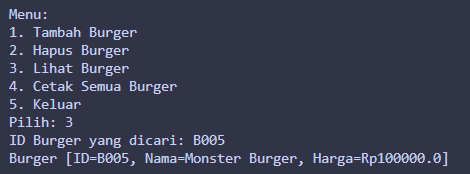 Menu:
1. Tambah Burger
2. Hapus Burger
3. Lihat Burger
4. Cetak Semua Burger
5. Keluar
Pilih: 3
ID Burger yang dicari: B005
Burger [ID=B005, Nama=Monster Burger, Harga=Rp100000.0]